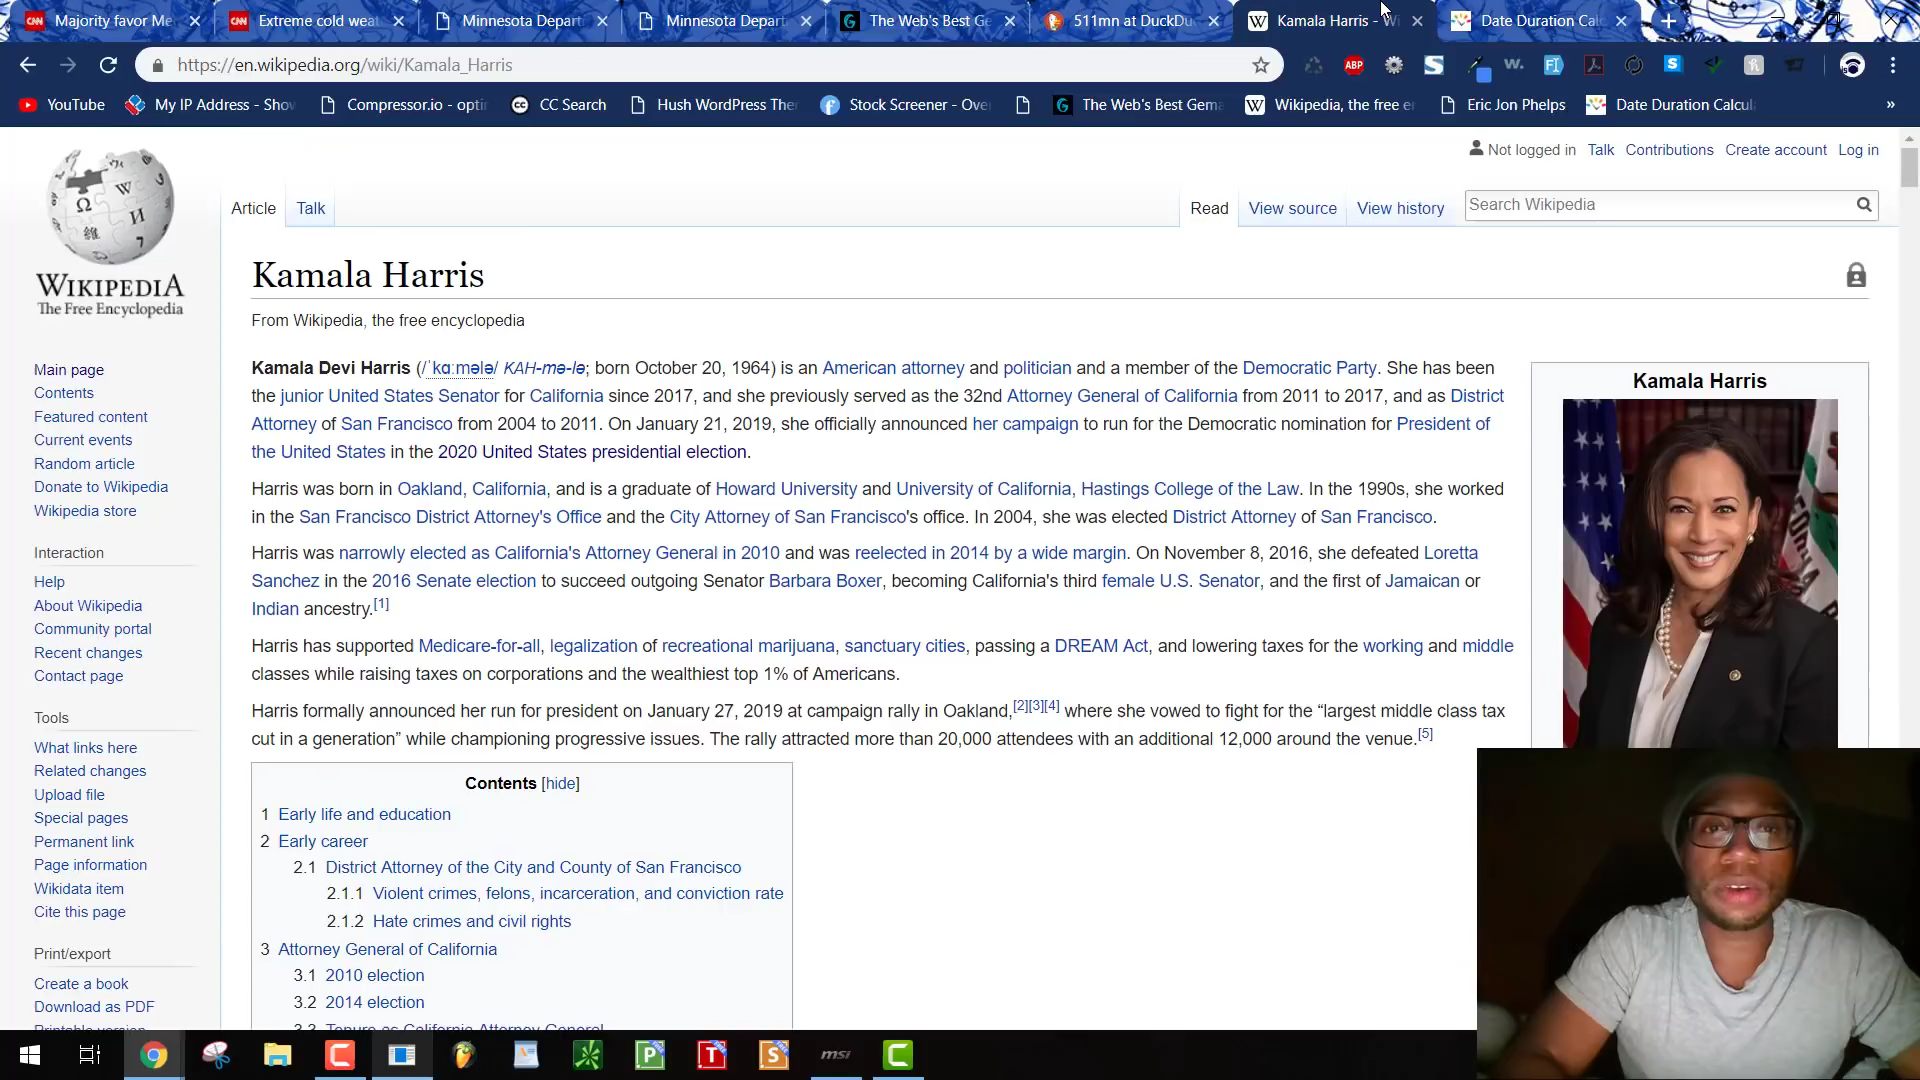 Majority favor Me
Extreme cold weat
Minnesota Depart
Minnesota Depart
The Web's Best Ge
511mn at DuckDu
Kamala Harris - Wi
Date Duration Calc
https://en.wikipedia.org/wiki/Kamala_Harris
YouTube
My IP Address - Shov
Compressor.io - opti
CC Search
Hush WordPress The
Stock Screener - Over
The Web's Best Gema
Wikipedia, the free e
Eric Jon Phelps
Date Duration Calcul
Not logged in Talk Contributions Create account Log in
Article Talk
Read View source View history
Search Wikipedia
WIKIPEDIA
The Free Encyclopedia
Kamala Harris
From Wikipedia, the free encyclopedia
Kamala Devi Harris (/ˈkɑːmələ/ KAH-mə-lə; born October 20, 1964) is an American attorney and politician and a member of the Democratic Party. She has been
the junior United States Senator for California since 2017, and she previously served as the 32nd Attorney General of California from 2011 to 2017, and as District
Attorney of San Francisco from 2004 to 2011. On January 21, 2019, she officially announced her campaign to run for the Democratic nomination for President of
the United States in the 2020 United States presidential election.
Harris was born in Oakland, California, and is a graduate of Howard University and University of California, Hastings College of the Law. In the 1990s, she worked
in the San Francisco District Attorney's Office and the City Attorney of San Francisco's office. In 2004, she was elected District Attorney of San Francisco.
Harris was narrowly elected as California's Attorney General in 2010 and was reelected in 2014 by a wide margin. On November 8, 2016, she defeated Loretta
Sanchez in the 2016 Senate election to succeed outgoing Senator Barbara Boxer, becoming California's third female U.S. Senator, and the first of Jamaican or
Indian ancestry.[1]
Harris has supported Medicare-for-all, legalization of recreational marijuana, sanctuary cities, passing a DREAM Act, and lowering taxes for the working and middle
classes while raising taxes on corporations and the wealthiest top 1% of Americans.
Harris formally announced her run for president on January 27, 2019 at campaign rally in Oakland,[2][3][4] where she vowed to fight for the “largest middle class tax
cut in a generation” while championing progressive issues. The rally attracted more than 20,000 attendees with an additional 12,000 around the venue.[5]
Kamala Harris
Main page
Contents
Featured content
Current events
Random article
Donate to Wikipedia
Wikipedia store
Interaction
Help
About Wikipedia
Community portal
Recent changes
Contact page
Tools
What links here
Related changes
Upload file
Special pages
Permanent link
Page information
Wikidata item
Cite this page
Print/export
Create a book
Download as PDF
Printable version
Contents [hide]
1 Early life and education
2 Early career
2.1 District Attorney of the City and County of San Francisco
2.1.1 Violent crimes, felons, incarceration, and conviction rate
2.1.2 Hate crimes and civil rights
3 Attorney General of California
3.1 2010 election
3.2 2014 election
3.3 Tenure as California Attorney General
msi